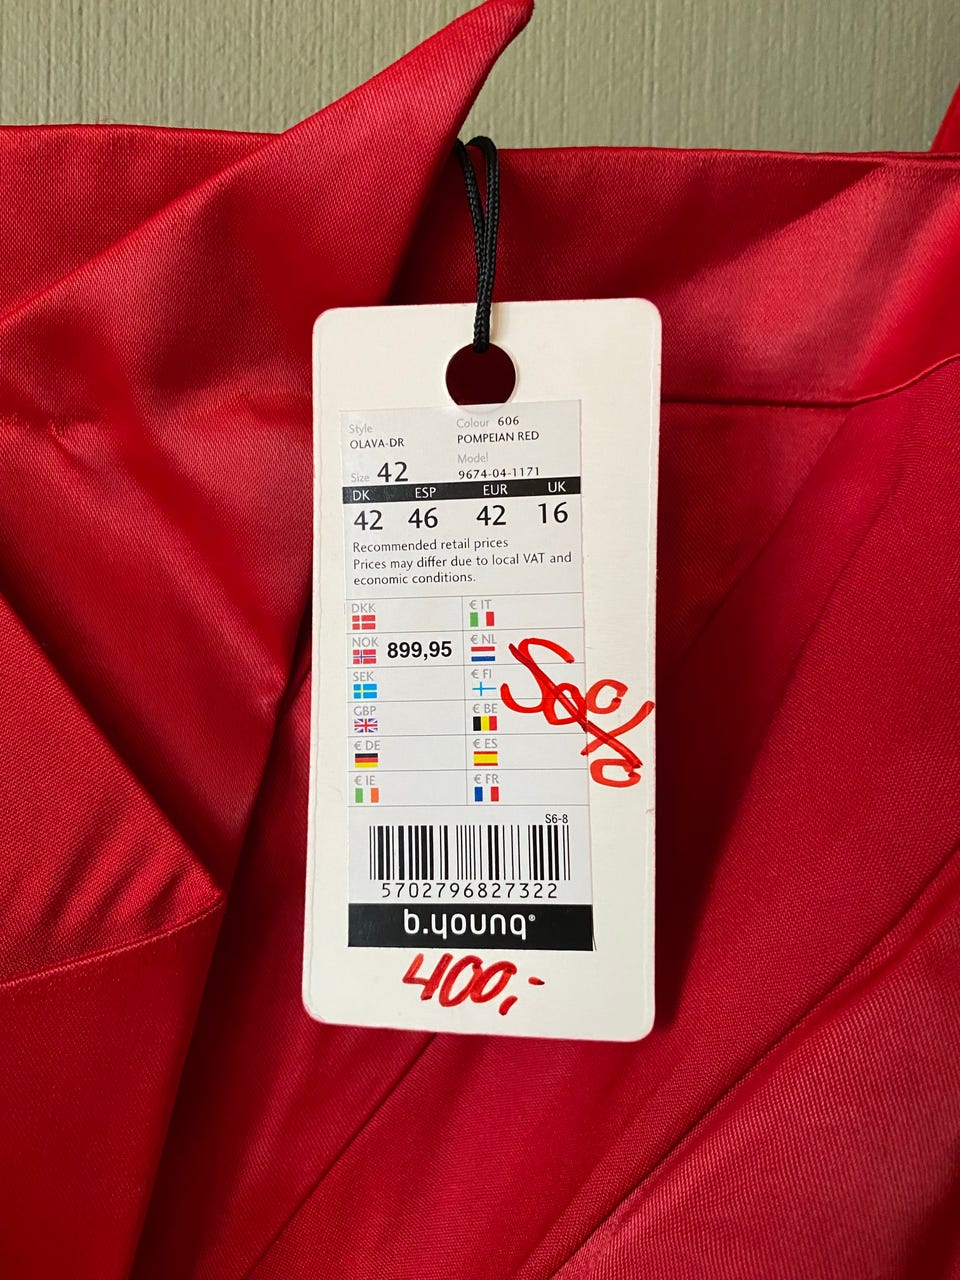 Style
OLAVA-DR
Colour 606
POMPEIAN RED
Size 42
Model
9674-04-1171
DK ESP EUR UK
42 46 42 16
Recommended retail prices
Prices may differ due to local VAT and
economic conditions.
DKK € IT
NOK 899,95 € NL
SEK € FI
GBP € BE
€ DE € ES
€ IE € FR
50%
S6-8
5702796827322
b.young®
400,-